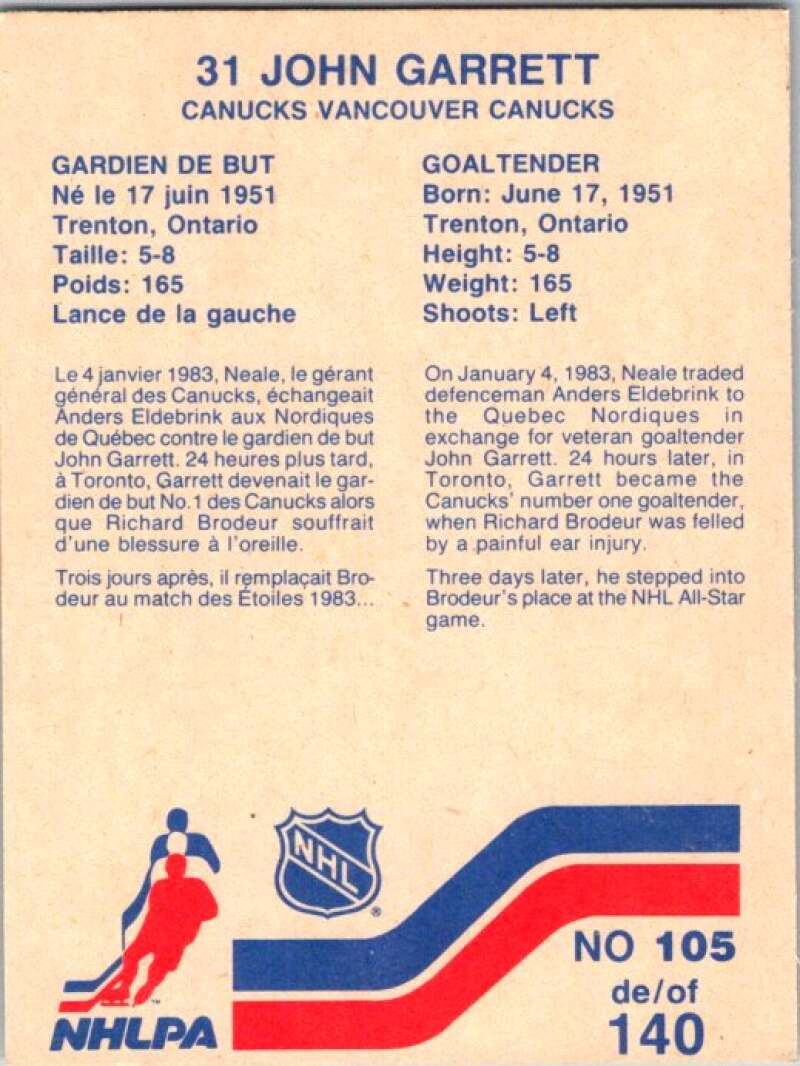 31 JOHN GARRETT
CANUCKS VANCOUVER CANUCKS
GARDIEN DE BUT
Né le 17 juin 1951
Trenton, Ontario
Taille: 5-8
Poids: 165
Lance de la gauche
Le 4 janvier 1983, Neale, le gérant
général des Canucks, échangeait
Anders Eldebrink aux Nordiques
de Québec contre le gardien de but
John Garrett. 24 heures plus tard,
à Toronto, Garrett devenait le gar-
dien de but No.1 des Canucks alors
que Richard Brodeur souffrait
d'une blessure à l'oreille.
Trois jours après, il remplaçait Bro-
deur au match des Étoiles 1983...
GOALTENDER
Born: June 17, 1951
Trenton, Ontario
Height: 5-8
Weight: 165
Shoots: Left
On January 4, 1983, Neale traded
defenceman Anders Eldebrink to
the Quebec Nordiques in
exchange for veteran goaltender
John Garrett. 24 hours later, in
Toronto, Garrett became the
Canucks' number one goaltender,
when Richard Brodeur was felled
by a painful ear injury.
Three days later, he stepped into
Brodeur's place at the NHL All-Star
game.
NHL
®
™
NHLPA
NO 105
de/of
140